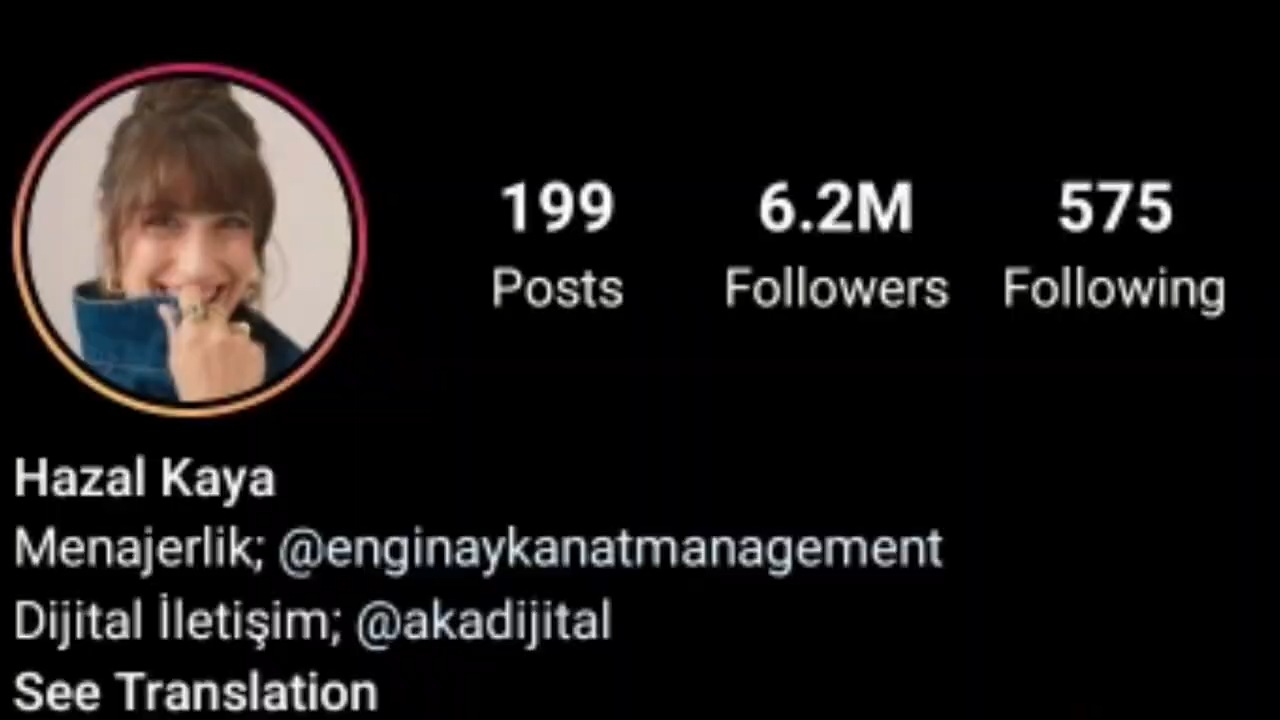 199 6.2M 575
Posts Followers Following
Hazal Kaya
Menajerlik; @enginaykanatmanagement
Dijital İletişim; @akadijital
See Translation